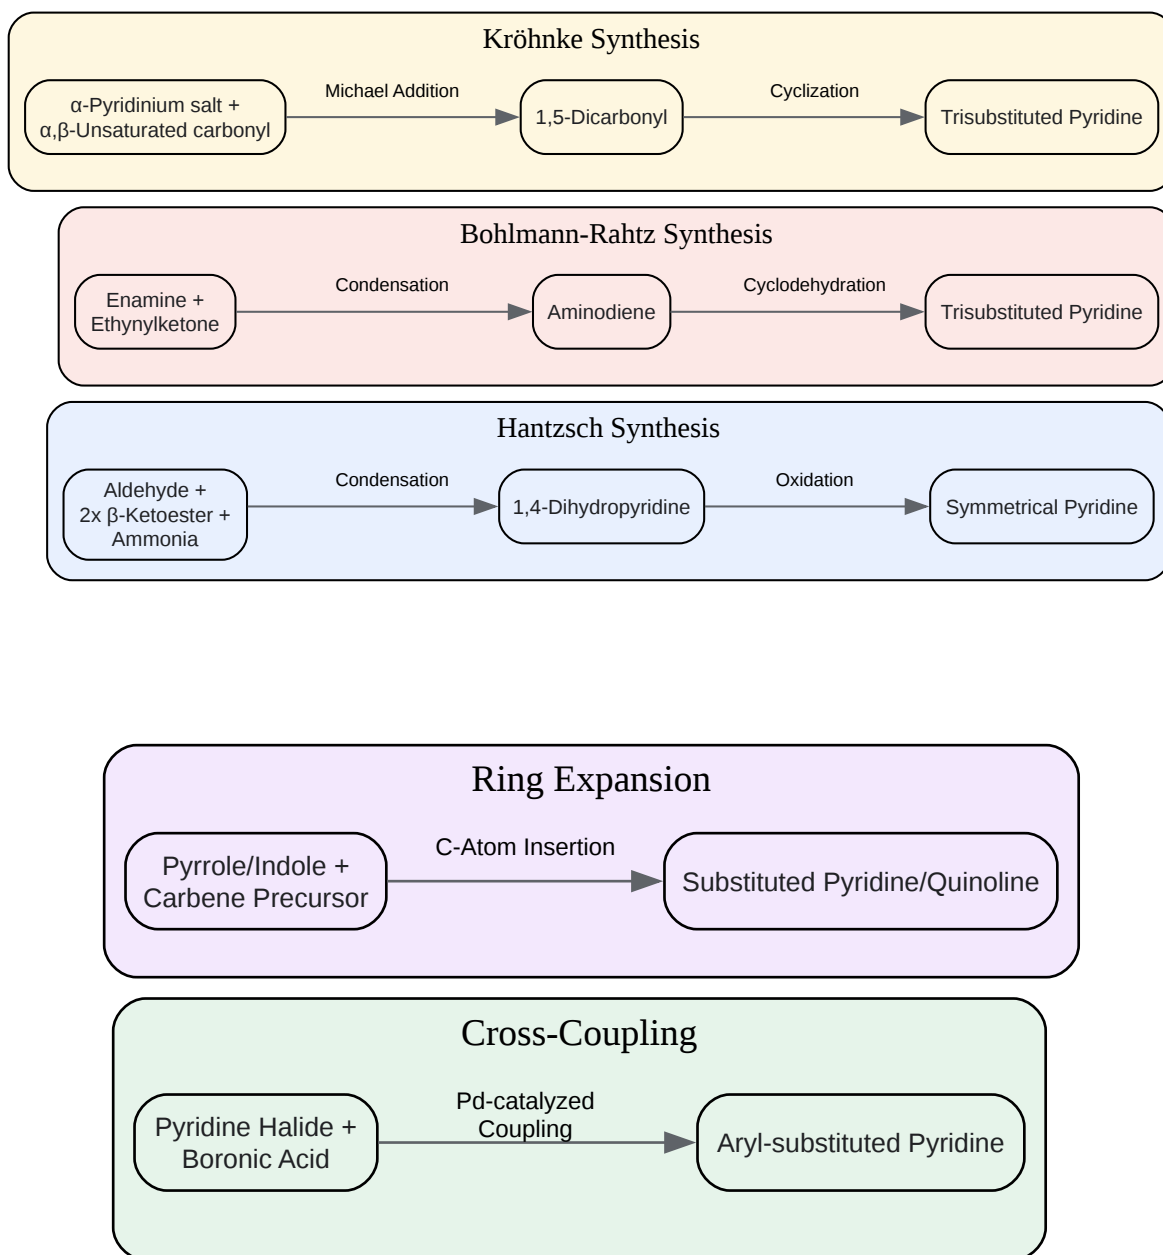 Kröhnke Synthesis
α-Pyridinium salt +
α,β-Unsaturated carbonyl
Michael Addition
1,5-Dicarbonyl
Cyclization
Trisubstituted Pyridine
Bohlmann-Rahtz Synthesis
Enamine +
Ethynylketone
Condensation
Aminodiene
Cyclodehydration
Trisubstituted Pyridine
Hantzsch Synthesis
Aldehyde +
2x β-Ketoester +
Ammonia
Condensation
1,4-Dihydropyridine
Oxidation
Symmetrical Pyridine
Ring Expansion
Pyrrole/Indole +
Carbene Precursor
C-Atom Insertion
Substituted Pyridine/Quinoline
Cross-Coupling
Pyridine Halide +
Boronic Acid
Pd-catalyzed
Coupling
Aryl-substituted Pyridine